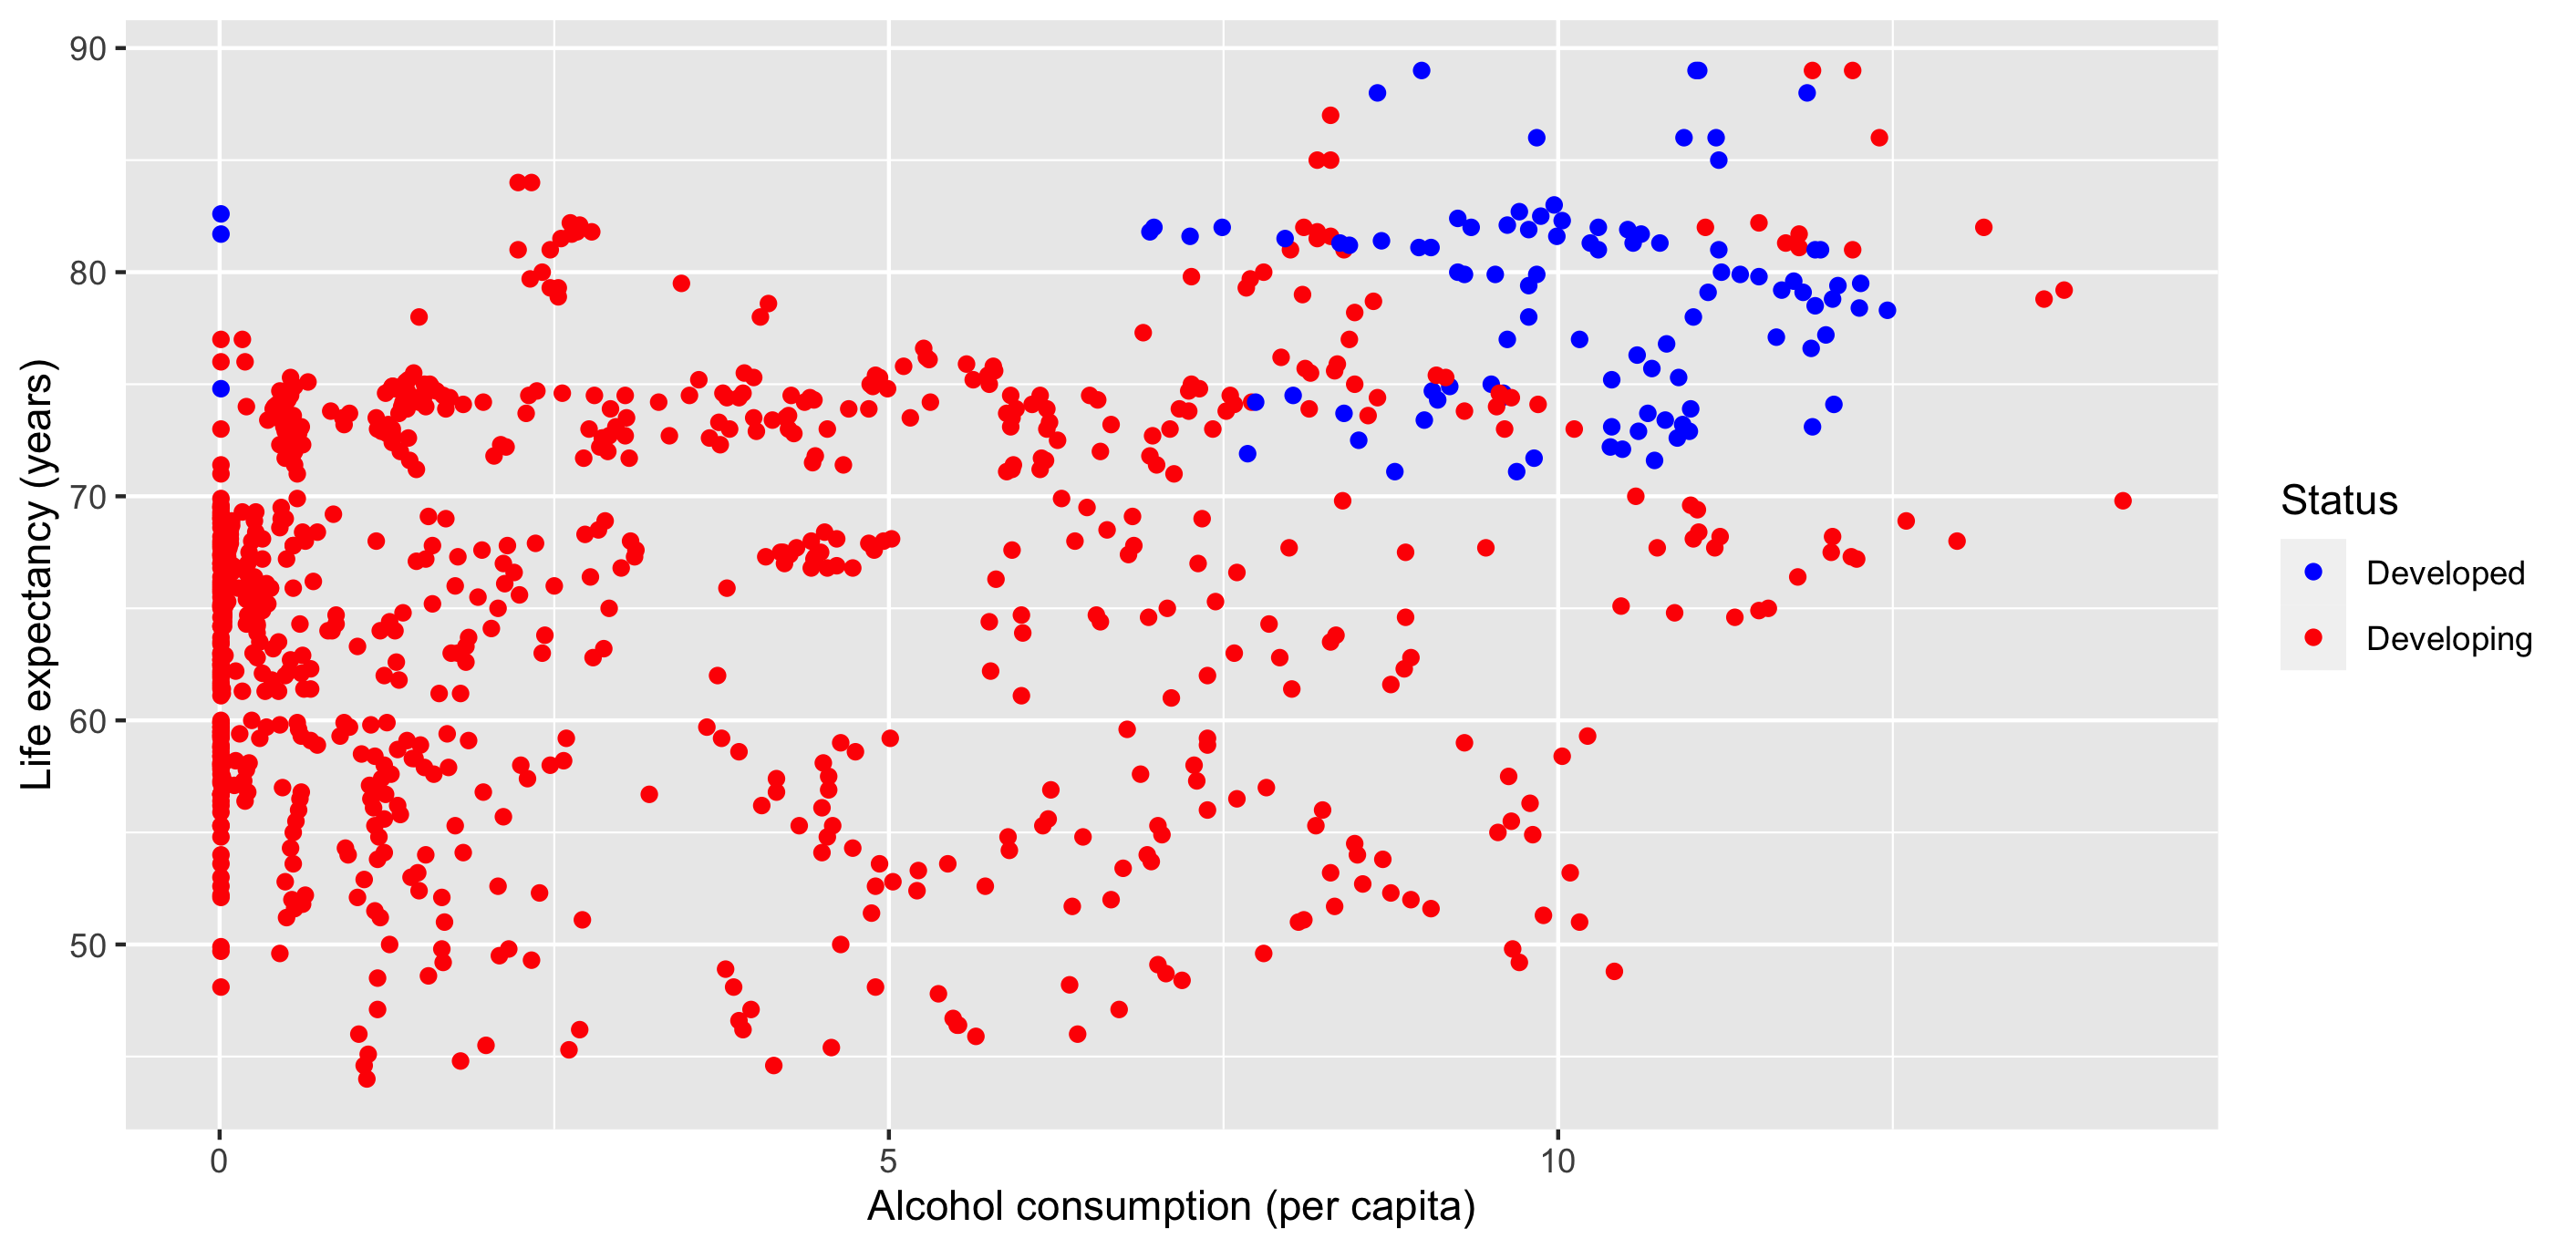 90
80
70
60
50
Life expectancy (years)
0
5
10
Alcohol consumption (per capita)
Status
Developed
Developing